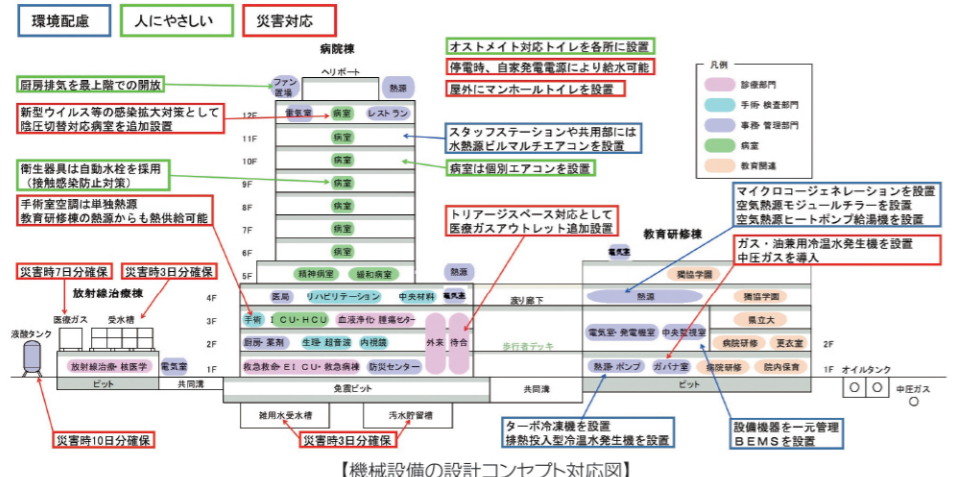 環境配慮
人にやさしい
災害対応
病院棟
ヘリポート
ファン
置場
熱源
厨房排気を最上階での開放
新型ウイルス等の感染拡大対策として
陰圧切替対応病室を追加設置
衛生器具は自動水栓を採用
(接触感染防止対策)
手術室空調は単独熱源
教育研修棟の熱源からも熱供給可能
オストメイト対応トイレを各所に設置
停電時、自家発電電源により給水可能
屋外にマンホールトイレを設置
スタッフステーションや共用部には
水熱源ビルマルチエアコンを設置
病室は個別エアコンを設置
トリアージスペース対応として
医療ガスアウトレット追加設置
凡例
診療部門
手術・検査部門
事務・管理部門
病室
教育関連
マイクロコージェネレーションを設置
空気熱源モジュールチラーを設置
空気熱源ヒートポンプ給湯機を設置
ガス・油兼用冷温水発生機を設置
中圧ガスを導入
12F
電気室
病室
レストラン
11F
病室
10F
病室
9F
病室
8F
病室
7F
病室
6F
病室
5F
精神病室
緩和病室
熱源
4F
医局
リハビリテーション
中央材料
電気室
渡り廊下
3F
手術
ICU・HCU
血液浄化・腫瘍センター
2F
厨房・薬剤
生理・超音波
内視鏡
外来
待合
歩行者デッキ
1F
救急救命・EICU・救急病棟
防災センター
免震ピット
共同溝
雑用水受水槽
汚水貯留槽
災害時3日分確保
災害時7日分確保
災害時3日分確保
放射線治療棟
医療ガス
受水槽
液酸タンク
放射線治療・核医学
電気室
ピット
共同溝
災害時10日分確保
教育研修棟
電気室
獨協学園
熱源
獨協学園
電気室・発電機室
中央監視室
県立大
病院研修
更衣室
2F
熱源・ポンプ
ガバナ室
病院研修
院内保育
1F
ピット
オイルタンク
中圧ガス
ターボ冷凍機を設置
排熱投入型冷温水発生機を設置
設備機器を一元管理
BEMSを設置
【機械設備の設計コンセプト対応図】